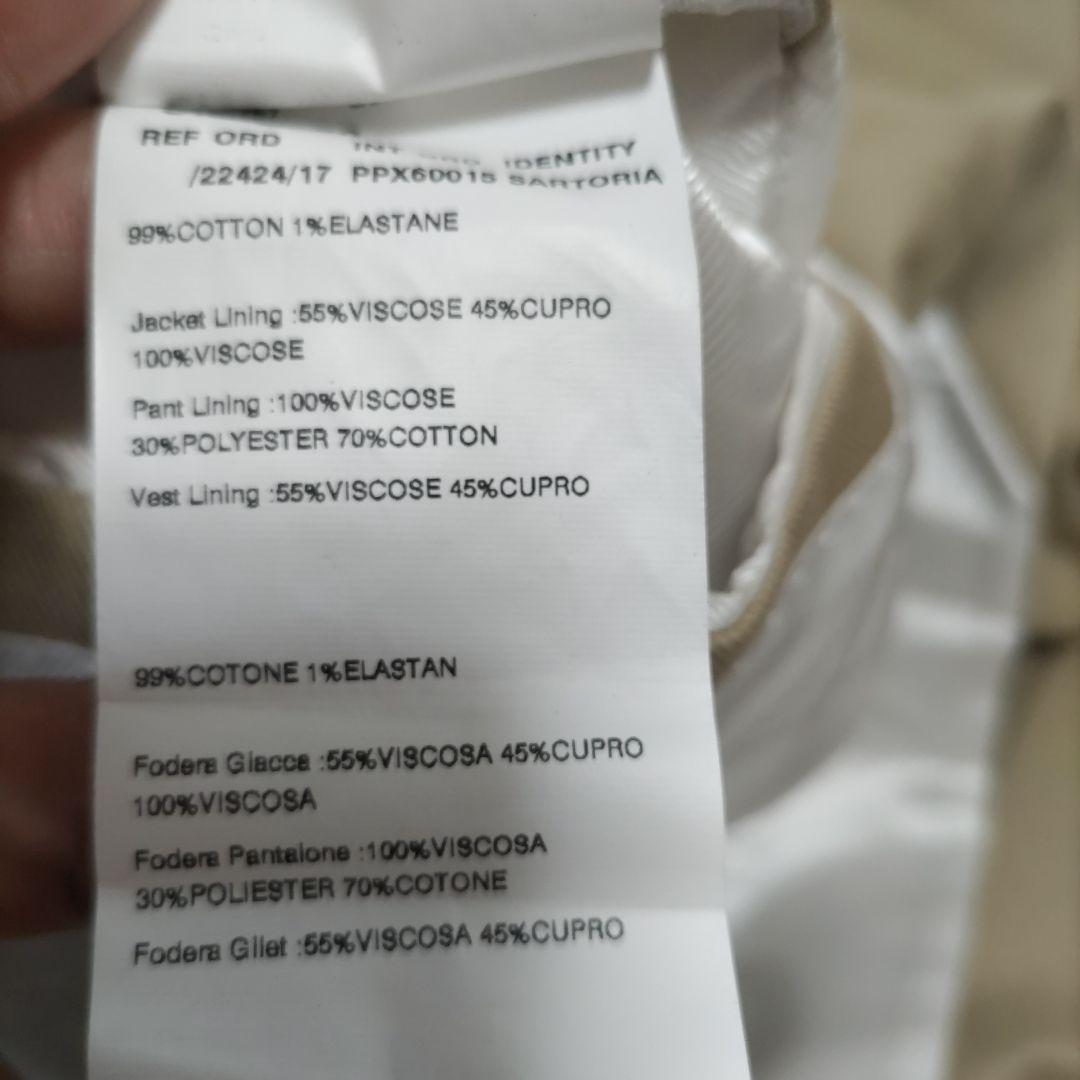 REF ORD IDENTITY
/22424/17 PPX60015 SARTORIA
99%COTTON 1%ELASTANE
Jacket Lining :55%VISCOSE 45%CUPRO
100%VISCOSE
Pant Lining :100%VISCOSE
30%POLYESTER 70%COTTON
Vest Lining :55%VISCOSE 45%CUPRO
99%COTONE 1%ELASTAN
Fodera Giacca :55%VISCOSA 45%CUPRO
100%VISCOSA
Fodera Pantalone :100%VISCOSA
30%POLIESTER 70%COTONE
Fodera Gilet :55%VISCOSA 45%CUPRO